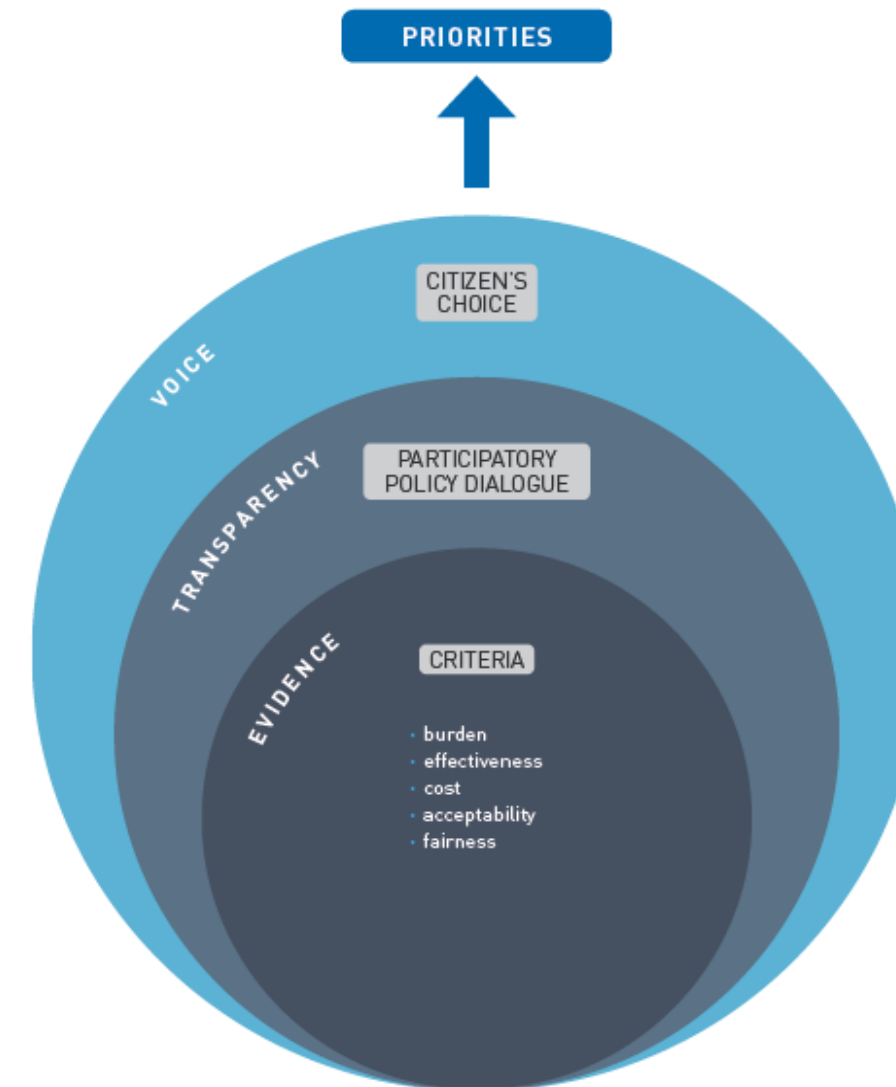 PRIORITIES
CITIZEN'S
CHOICE
VOICE
PARTICIPATORY
POLICY DIALOGUE
TRANSPARENCY
EVIDENCE
CRITERIA
· burden
· effectiveness
· cost
· acceptability
· fairness